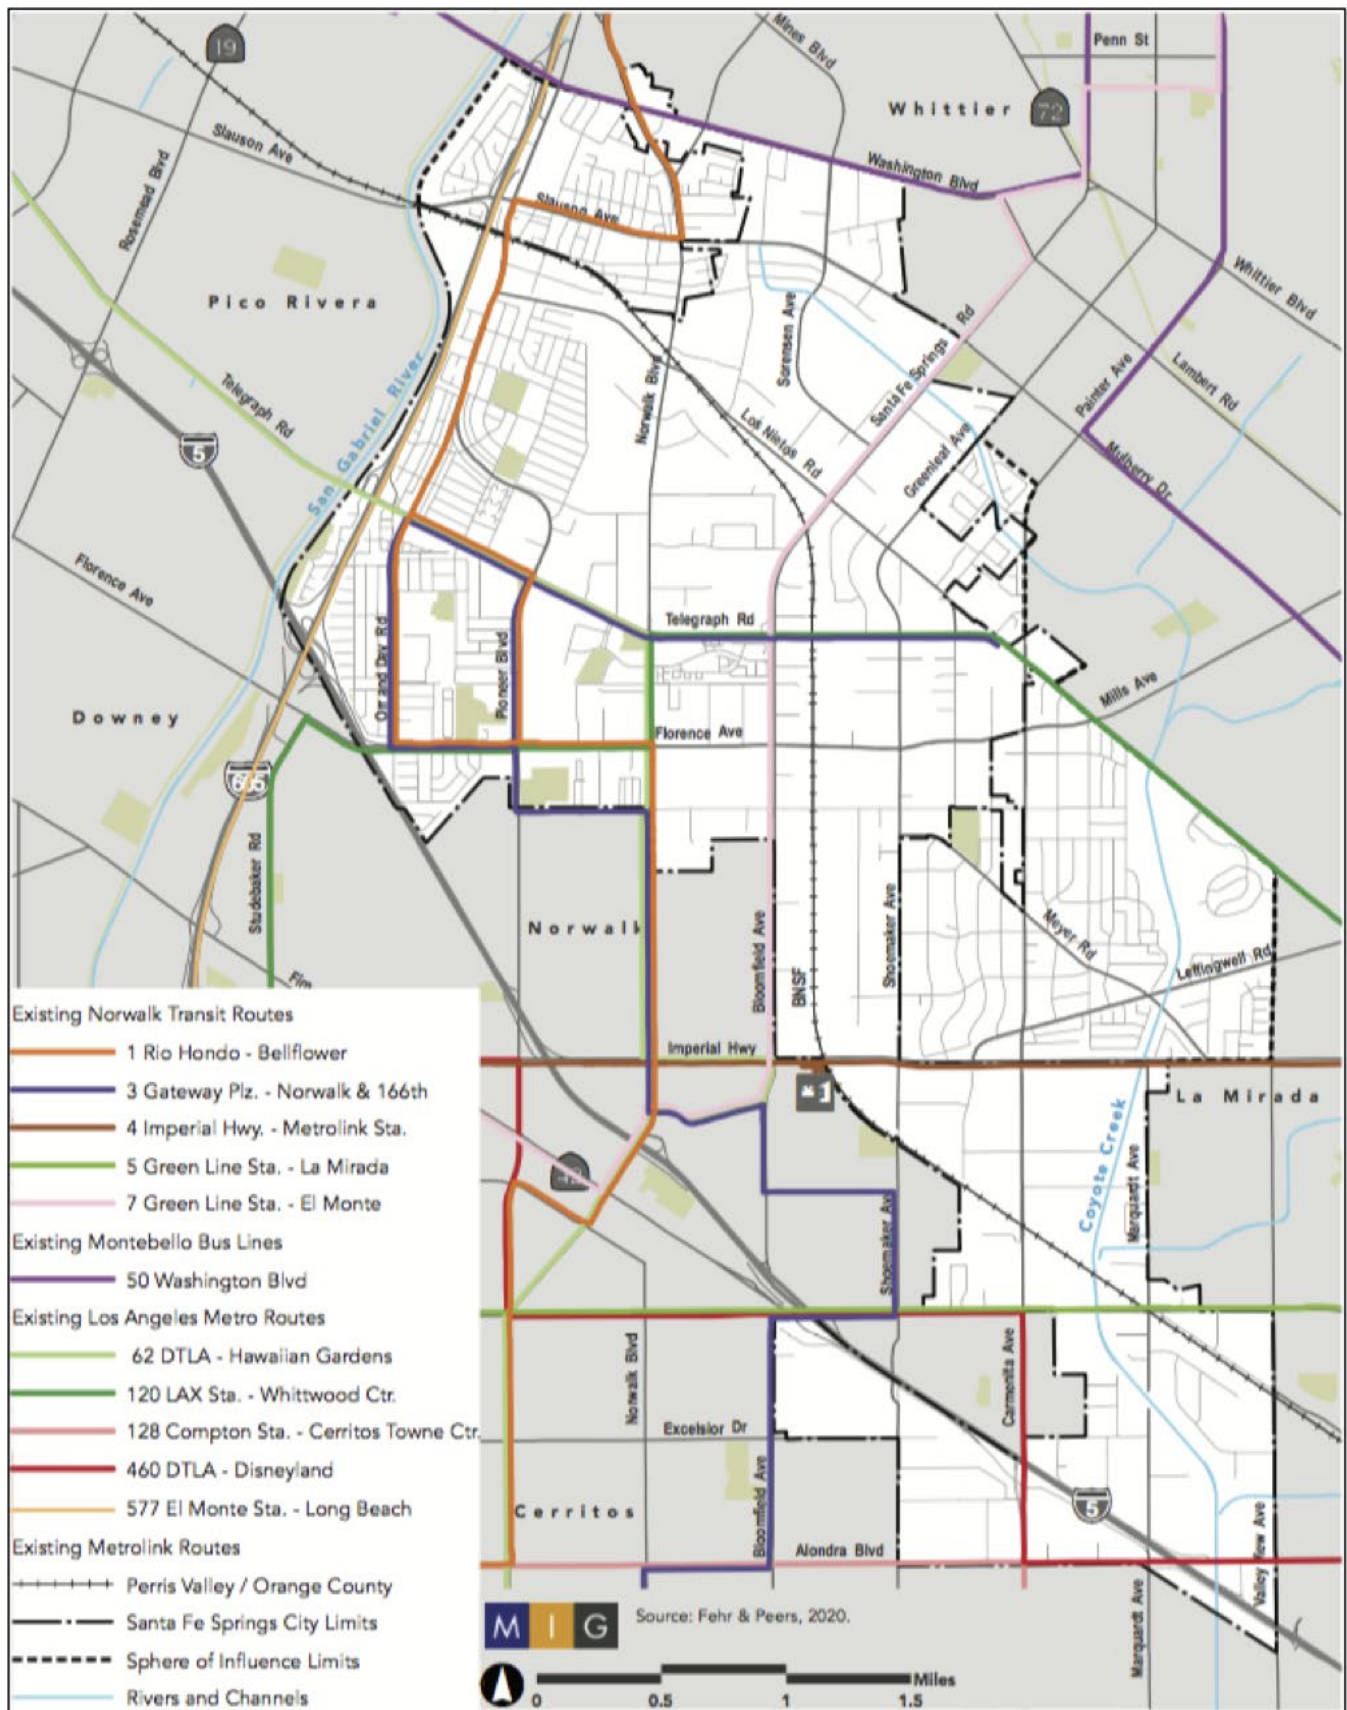 19
Mines Blvd
Penn St
Whittier
72
Slauson Ave
Rosemead Blvd
Washington Blvd
Slauson Ave
Whittier Blvd
Pico Rivera
Sorensen Ave
Santa Fe Springs Rd
Norwalk Blvd
San Gabriel River
Telegraph Rd
Painter Ave
Lambert Rd
5
Los Nietos Rd
Greenleaf Ave
Mulberry Dr
Florence Ave
Telegraph Rd
Orr and Day Rd
Pioneer Blvd
Mills Ave
Downey
Florence Ave
605
Studebaker Rd
Norwalk
Bloomfield Ave
BNSF
Shoemaker Ave
Meyer Rd
Leffingwell Rd
Imperial Hwy
La Mirada
Coyote Creek
Marquardt Ave
Shoemaker Av
Norwalk Blvd
Carmenita Ave
Excelsior Dr
5
Cerritos
Bloomfield Ave
Alondra Blvd
Valley View Ave
Marquardt Ave
Existing Norwalk Transit Routes
1 Rio Hondo - Bellflower
3 Gateway Plz. - Norwalk & 166th
4 Imperial Hwy. - Metrolink Sta.
5 Green Line Sta. - La Mirada
7 Green Line Sta. - El Monte
Existing Montebello Bus Lines
50 Washington Blvd
Existing Los Angeles Metro Routes
62 DTLA - Hawaiian Gardens
120 LAX Sta. - Whittwood Ctr.
128 Compton Sta. - Cerritos Towne Ctr.
460 DTLA - Disneyland
577 El Monte Sta. - Long Beach
Existing Metrolink Routes
Perris Valley / Orange County
Santa Fe Springs City Limits
Sphere of Influence Limits
Rivers and Channels
M I G
Source: Fehr & Peers, 2020.
Miles
0 0.5 1 1.5